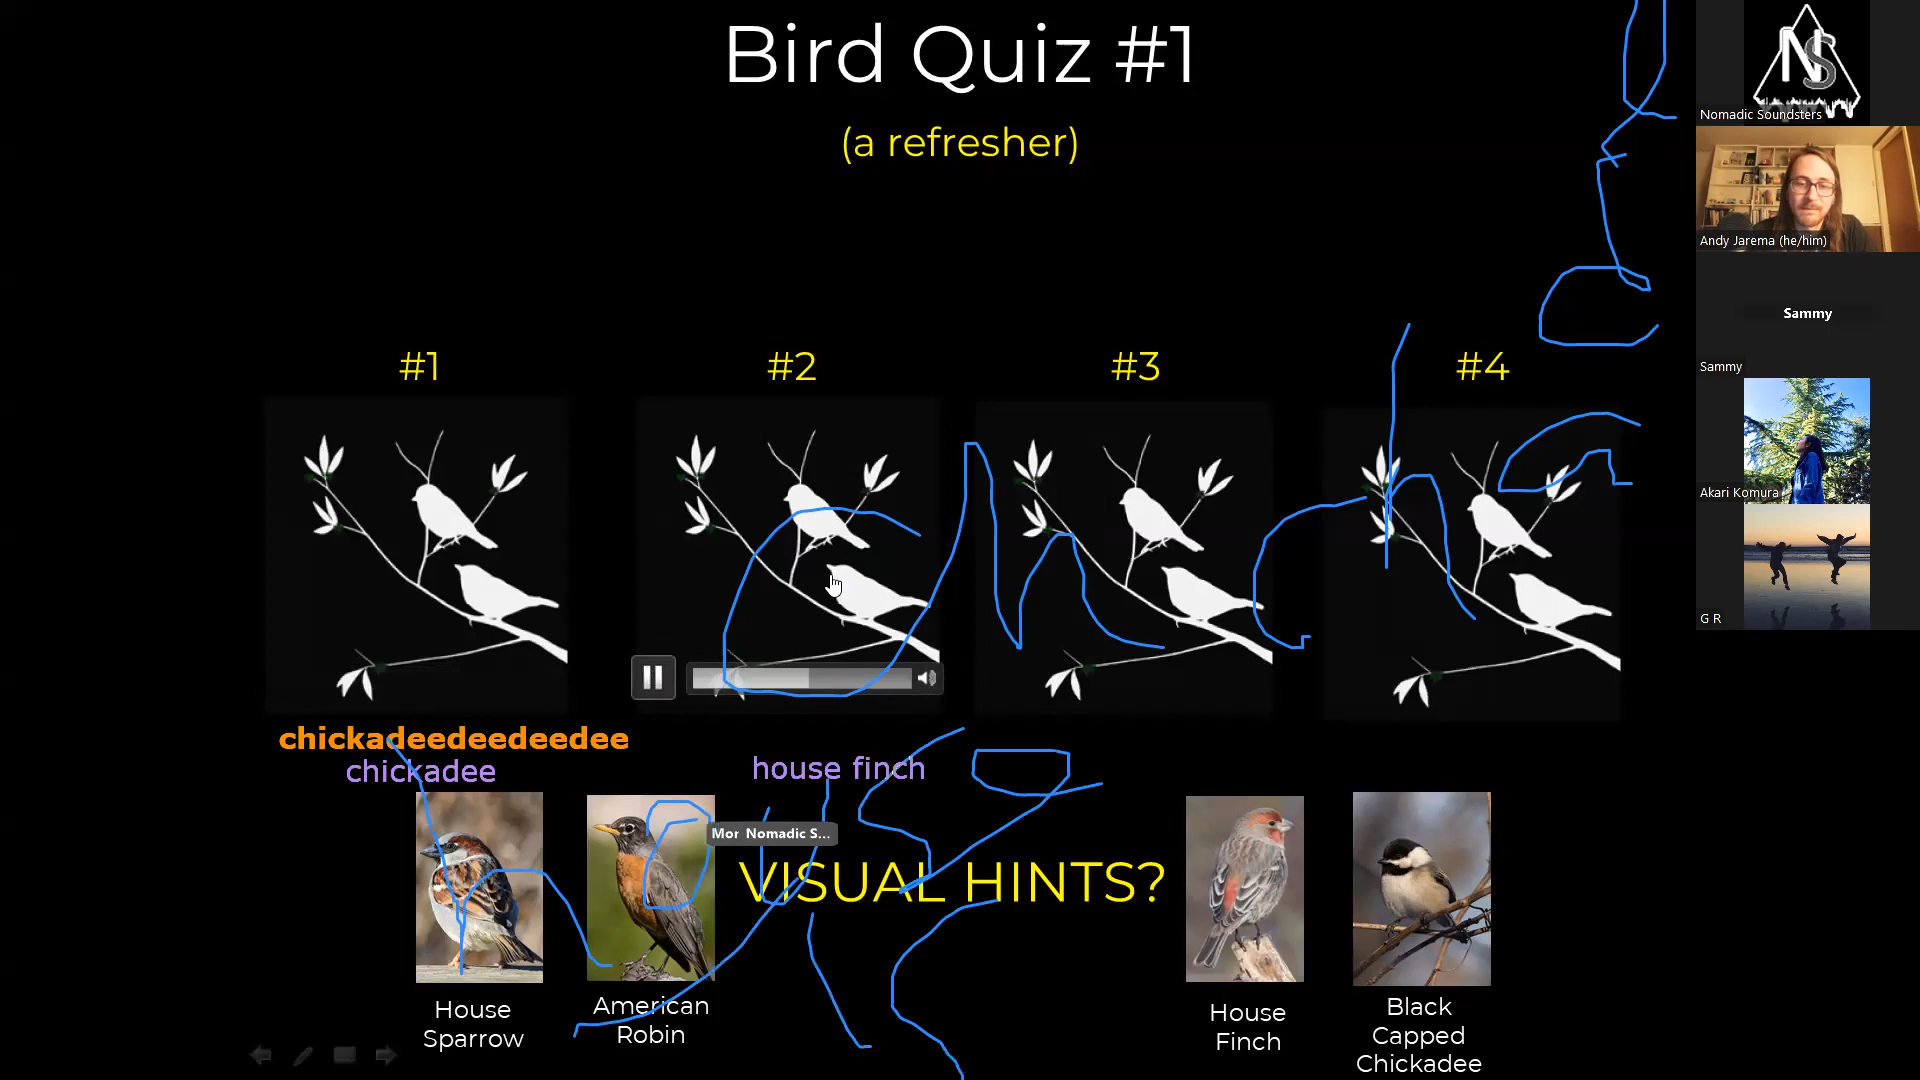 Bird Quiz #1
(a refresher)
#1
#2
#3
#4
chickadeedeedeedee
chickadee
house finch
Mor Nomadic S...
VISUAL HINTS?
House
Sparrow
American
Robin
House
Finch
Black
Capped
Chickadee
NS
Nomadic Soundsters
Andy Jarema (he/him)
Sammy
Sammy
Akari Komura
G R